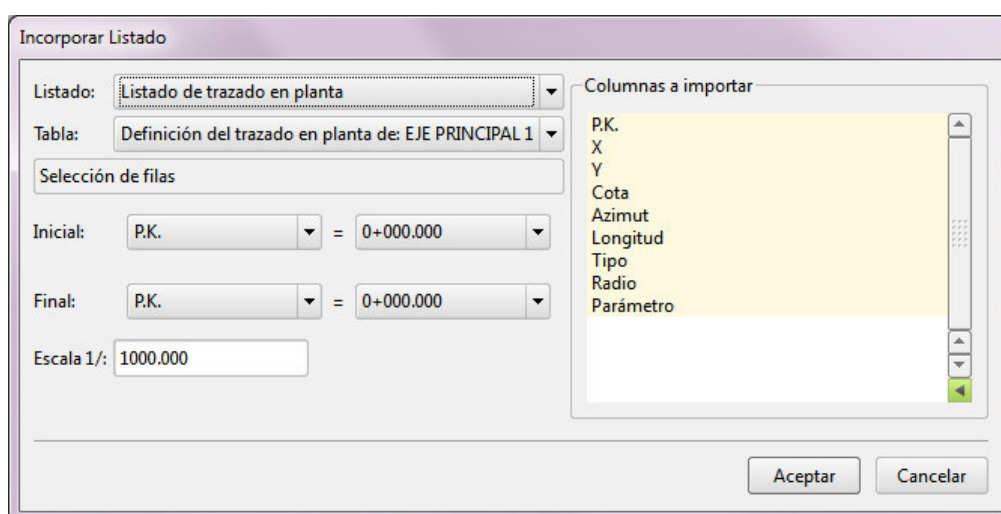 Incorporar Listado
Listado: Listado de trazado en planta
Tabla: Definición del trazado en planta de: EJE PRINCIPAL 1
Selección de filas
Inicial: P.K. = 0+000.000
Final: P.K. = 0+000.000
Escala 1/: 1000.000
Columnas a importar
P.K.
X
Y
Cota
Azimut
Longitud
Tipo
Radio
Parámetro
Aceptar Cancelar